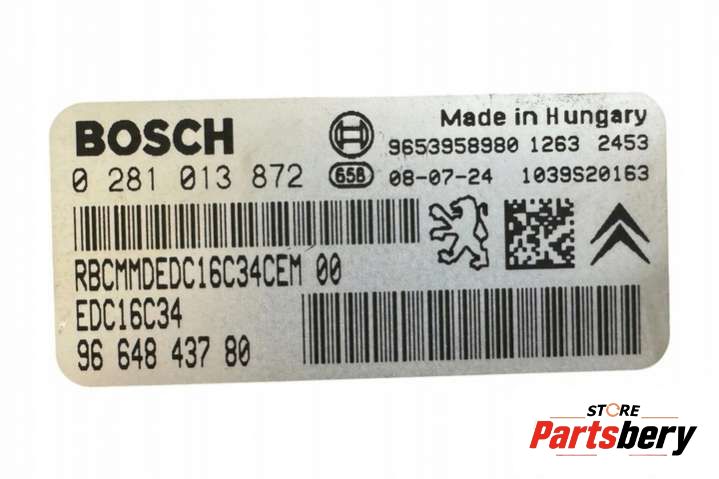 BOSCH
Made in Hungary
9653958980 1263 2453
0 281 013 872
658
08-07-24 1039S20163
RBCMMDEDC16C34CEM 00
EDC16C34
96 648 437 80
STORE
Partsbery